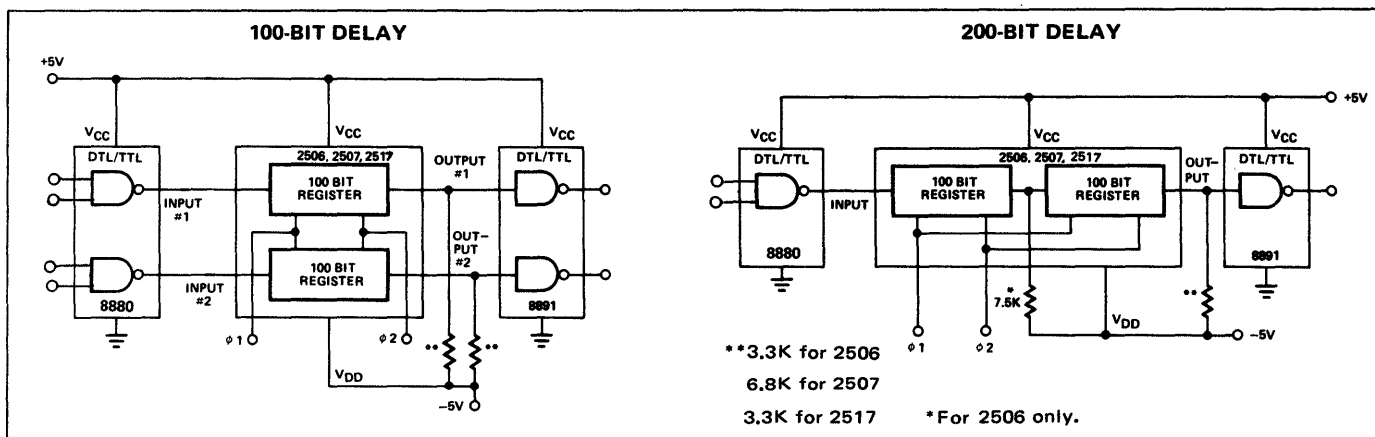 100-BIT DELAY
+5V
VCC
VCC
VCC
DTL/TTL
2506, 2507, 2517
OUTPUT
#1
DTL/TTL
100 BIT
REGISTER
INPUT
#1
OUT-
PUT
#2
100 BIT
REGISTER
INPUT
#2
8880
8891
ϕ1
ϕ2
**
**
VDD
−5V
200-BIT DELAY
+5V
VCC
VCC
VCC
DTL/TTL
2506, 2507, 2517
OUT-
PUT
DTL/TTL
100 BIT
REGISTER
100 BIT
REGISTER
INPUT
8880
8891
*
7.5K
**
VDD
−5V
ϕ1
ϕ2
**3.3K for 2506
6.8K for 2507
3.3K for 2517 *For 2506 only.